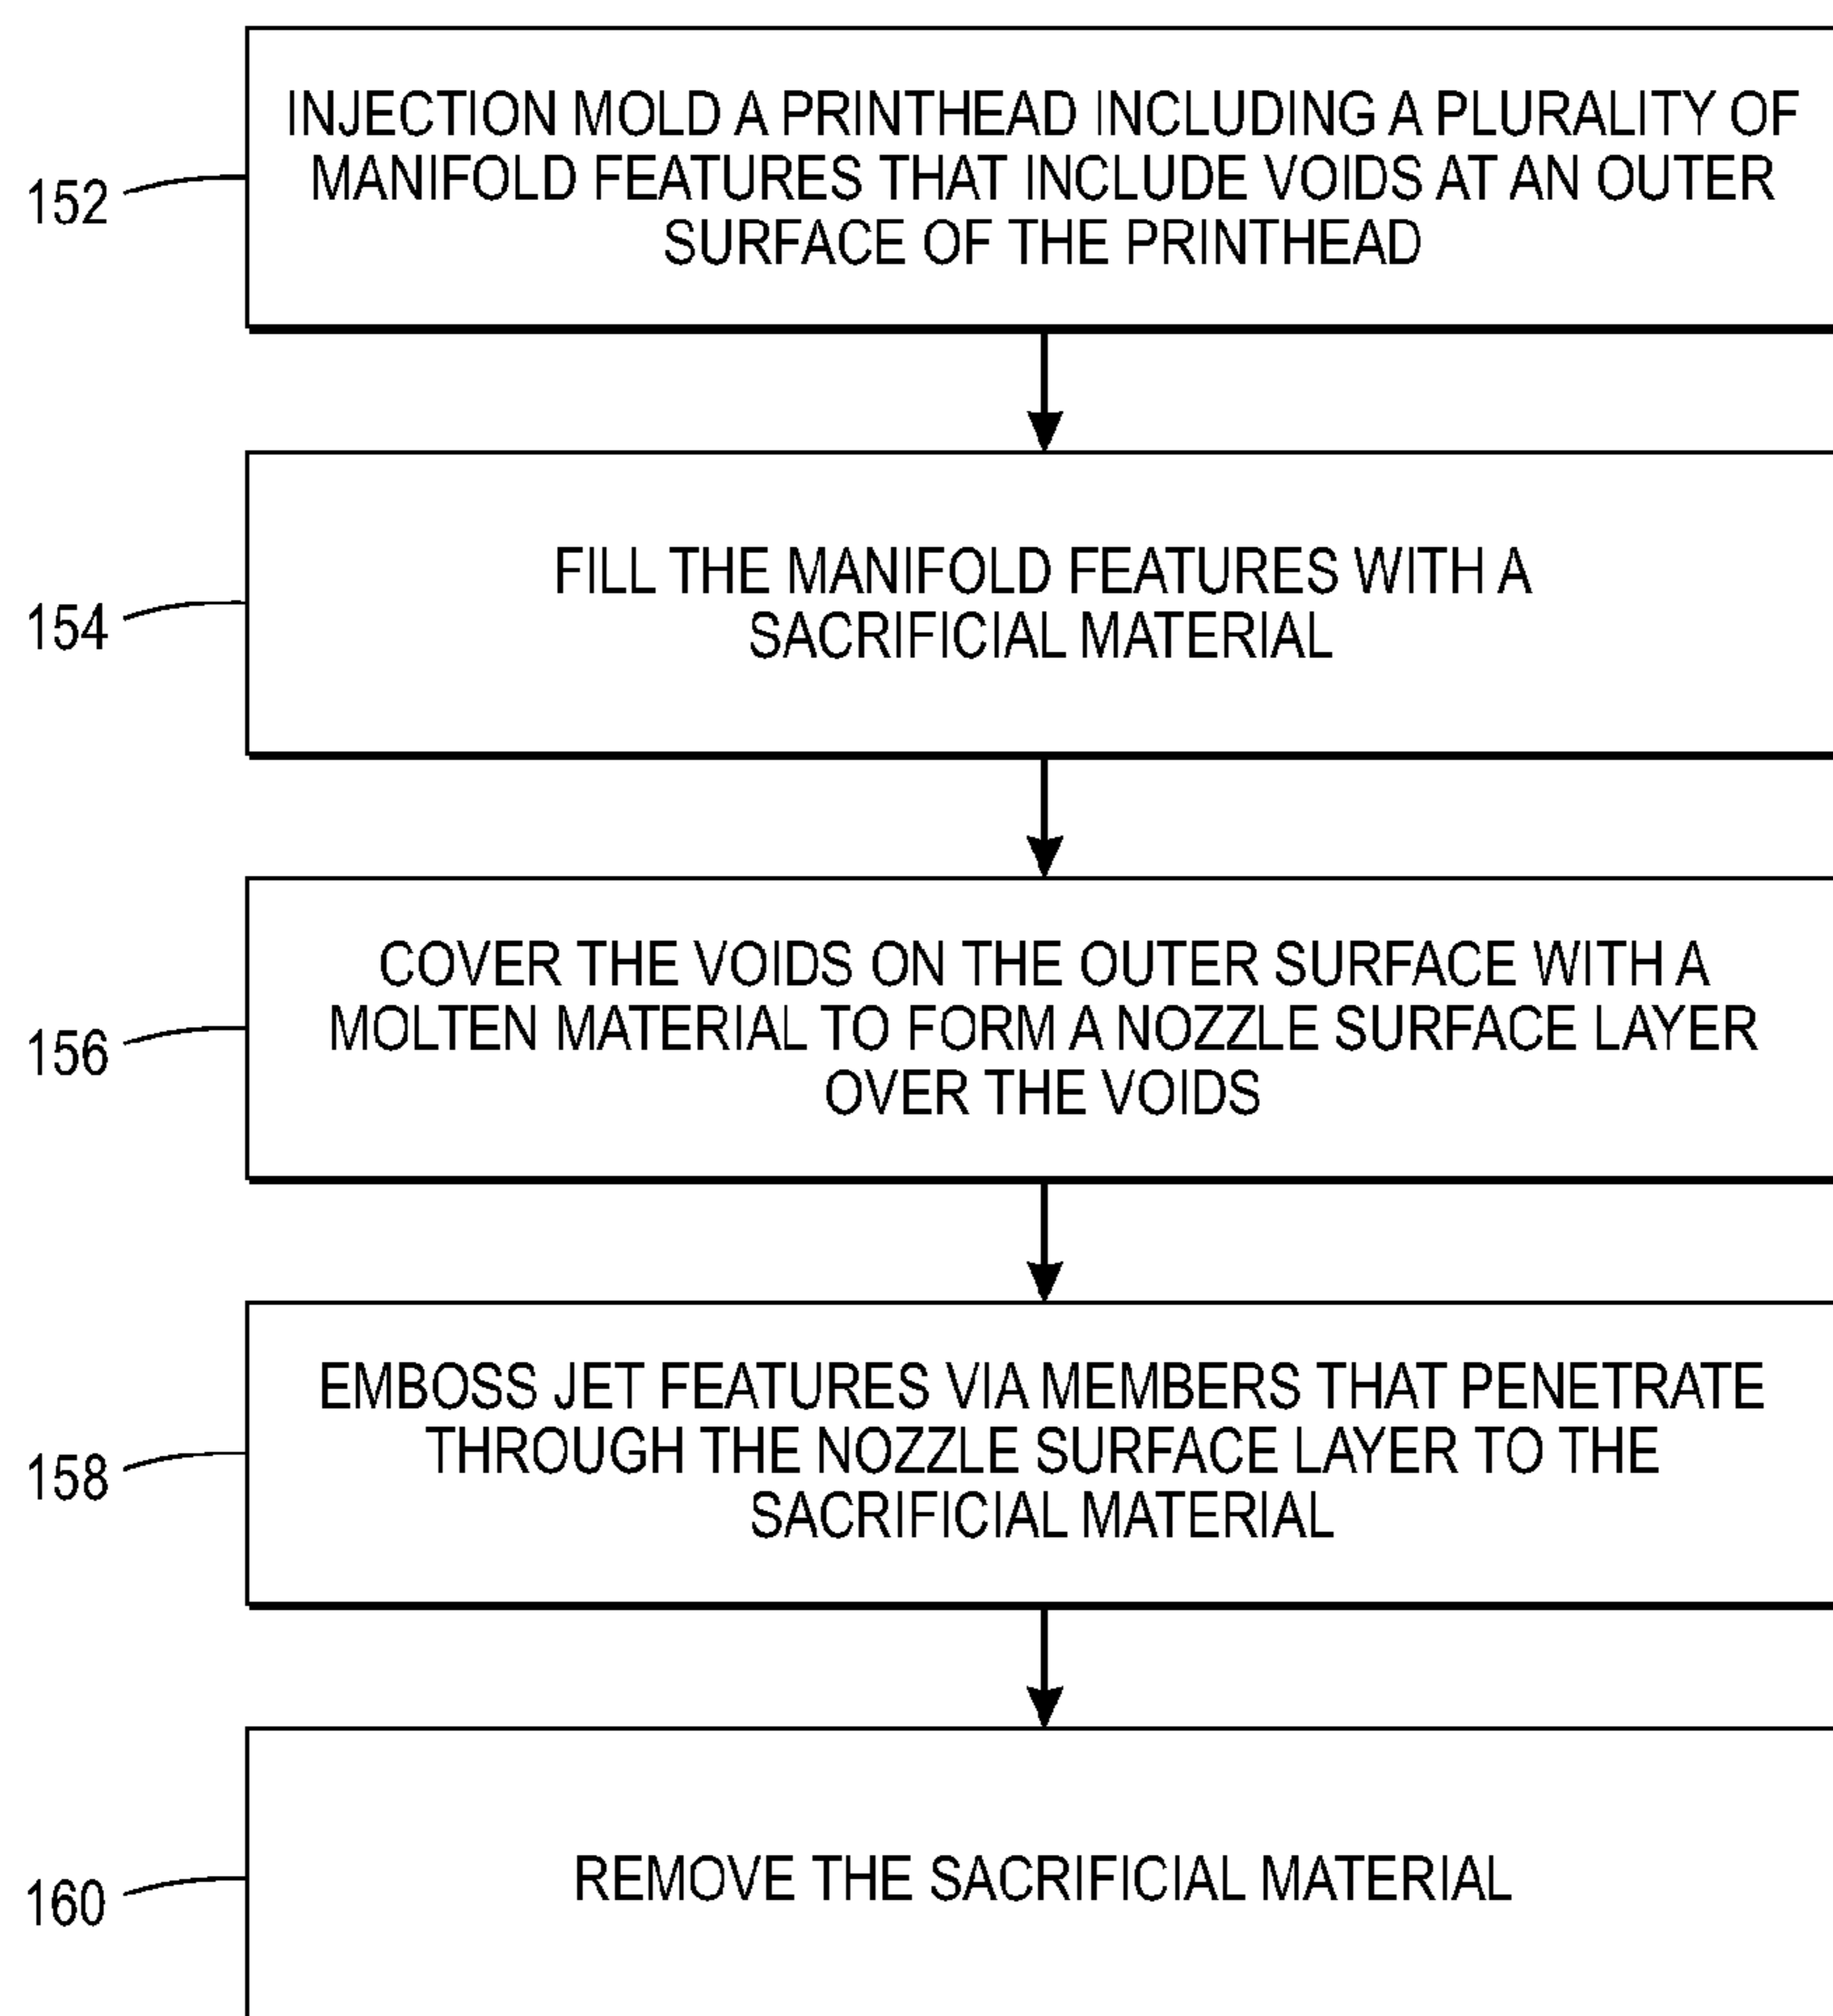 152
INJECTION MOLD A PRINTHEAD INCLUDING A PLURALITY OF
MANIFOLD FEATURES THAT INCLUDE VOIDS AT AN OUTER
SURFACE OF THE PRINTHEAD
154
FILL THE MANIFOLD FEATURES WITH A
SACRIFICIAL MATERIAL
156
COVER THE VOIDS ON THE OUTER SURFACE WITH A
MOLTEN MATERIAL TO FORM A NOZZLE SURFACE LAYER
OVER THE VOIDS
158
EMBOSS JET FEATURES VIA MEMBERS THAT PENETRATE
THROUGH THE NOZZLE SURFACE LAYER TO THE
SACRIFICIAL MATERIAL
160
REMOVE THE SACRIFICIAL MATERIAL